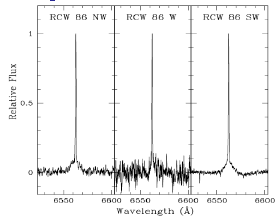 RCW 86 NW RCW 86 W RCW 86 SW
1
0.5
0
Relative Flux
6550 6600 6550 6600 6550 6600
Wavelength (Å)